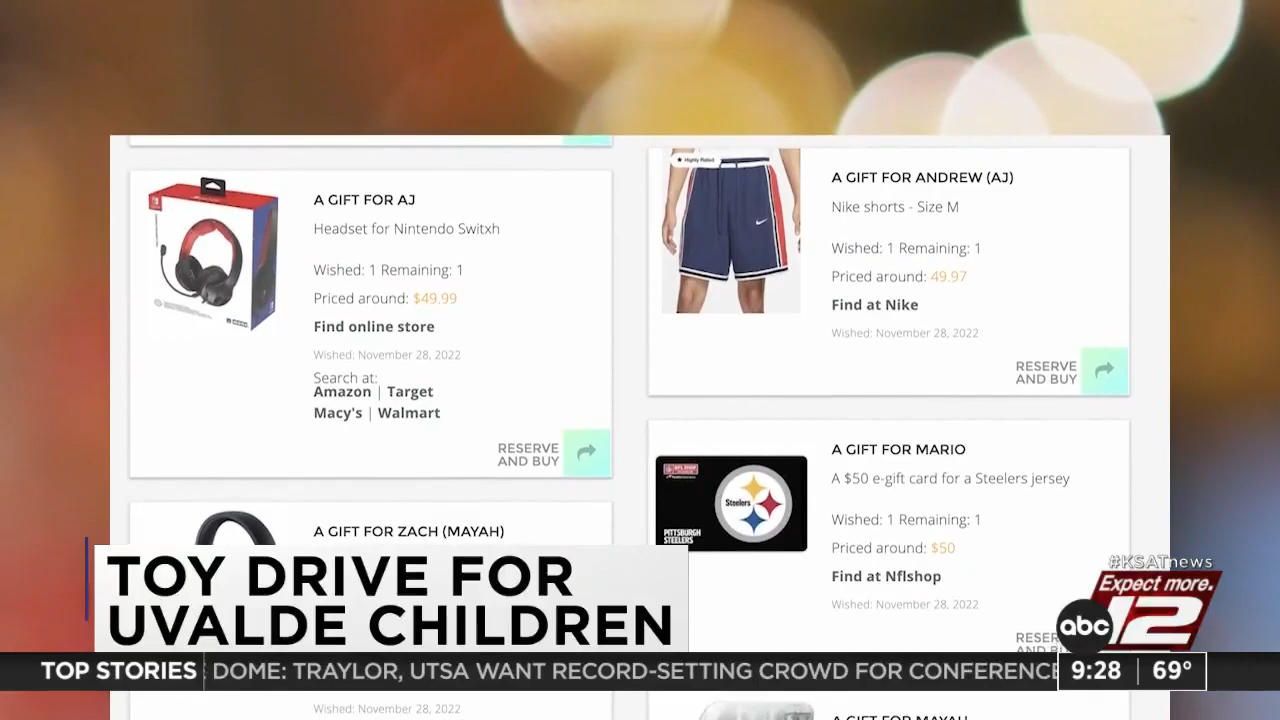 A GIFT FOR AJ
Headset for Nintendo Switxh
Wished: 1 Remaining: 1
Priced around: $49.99
Find online store
Wished: November 28, 2022
Search at:
Amazon | Target
Macy's | Walmart
RESERVE
AND BUY
A GIFT FOR ZACH (MAYAH)
Highly Rated
A GIFT FOR ANDREW (AJ)
Nike shorts - Size M
Wished: 1 Remaining: 1
Priced around: 49.97
Find at Nike
Wished: November 28, 2022
RESERVE
AND BUY
Steelers
PITTSBURGH
STEELERS
A GIFT FOR MARIO
A $50 e-gift card for a Steelers jersey
Wished: 1 Remaining: 1
Priced around: $50
Find at Nflshop
Wished: November 28, 2022
TOY DRIVE FOR
UVALDE CHILDREN
#KSATnews
Expect more.
abc 12
TOP STORIES DOME: TRAYLOR, UTSA WANT RECORD-SETTING CROWD FOR CONFERENCE 9:28 69°
Wished: November 28, 2022
A GIFT FOR MAYAH